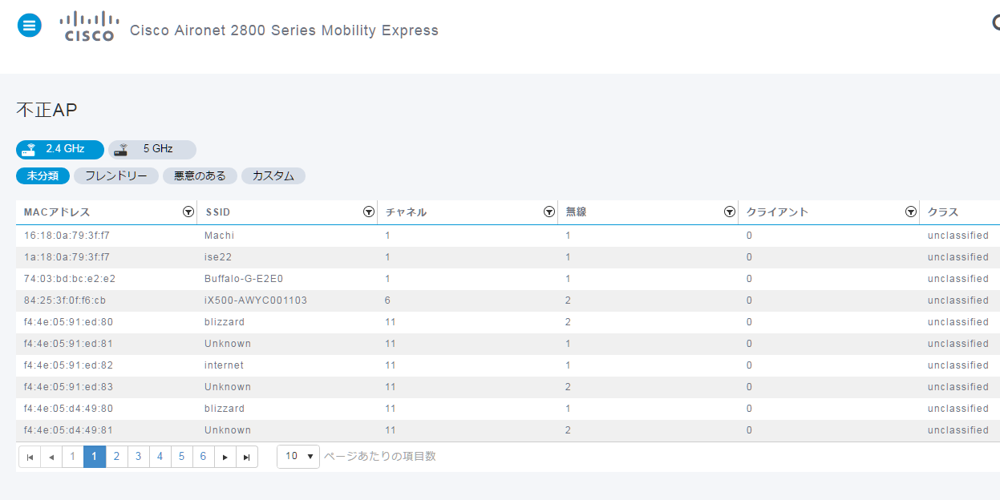 CISCO Cisco Aironet 2800 Series Mobility Express
不正AP
2.4 GHz 5 GHz
未分類 フレンドリー 悪意のある カスタム
MACアドレス SSID チャネル 無線 クライアント クラス
16:18:0a:79:3f:f7 Machi 1 1 0 unclassified
1a:18:0a:79:3f:f7 ise22 1 1 0 unclassified
74:03:bd:bc:e2:e2 Buffalo-G-E2E0 1 1 0 unclassified
84:25:3f:0f:f6:cb iX500-AWYC001103 6 2 0 unclassified
f4:4e:05:91:ed:80 blizzard 11 2 0 unclassified
f4:4e:05:91:ed:81 Unknown 11 1 0 unclassified
f4:4e:05:91:ed:82 internet 11 1 0 unclassified
f4:4e:05:91:ed:83 Unknown 11 2 0 unclassified
f4:4e:05:d4:49:80 blizzard 11 1 0 unclassified
f4:4e:05:d4:49:81 Unknown 11 2 0 unclassified
1 1 2 3 4 5 6 10 ページあたりの項目数